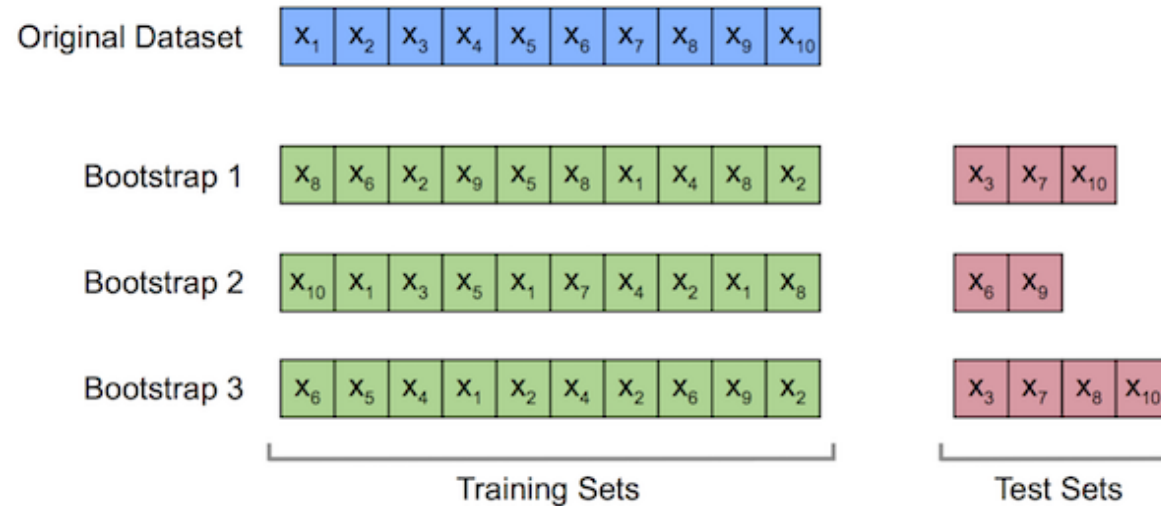 Original Dataset x₁ x₂ x₃ x₄ x₅ x₆ x₇ x₈ x₉ x₁₀
Bootstrap 1 x₈ x₆ x₂ x₉ x₅ x₈ x₁ x₄ x₈ x₂ x₃ x₇ x₁₀
Bootstrap 2 x₁₀ x₁ x₃ x₅ x₁ x₇ x₄ x₂ x₁ x₈ x₆ x₉
Bootstrap 3 x₆ x₅ x₄ x₁ x₂ x₄ x₂ x₆ x₉ x₂ x₃ x₇ x₈ x₁₀
Training Sets Test Sets